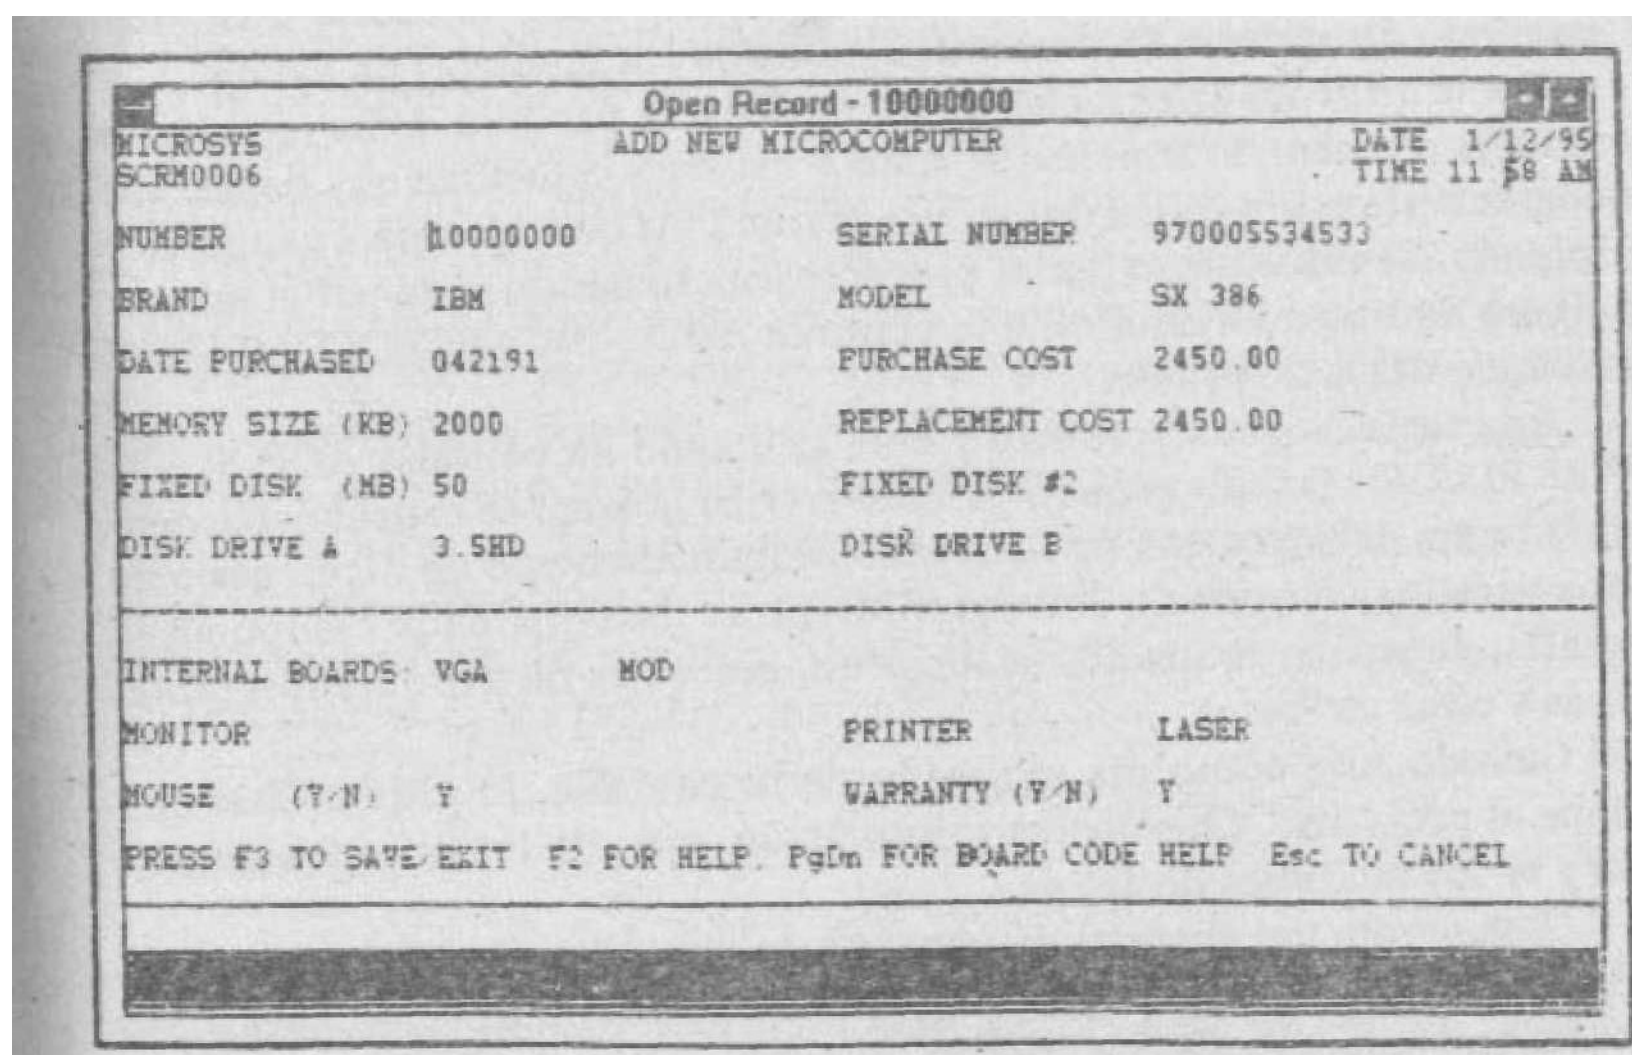 Open Record - 10000000
MICROSYS ADD NEW MICROCOMPUTER DATE 1/12/95
SCRM0006 TIME 11 58 AM
NUMBER 10000000 SERIAL NUMBER 970005534533
BRAND IBM MODEL SX 386
DATE PURCHASED 042191 PURCHASE COST 2450.00
MEMORY SIZE (KB) 2000 REPLACEMENT COST 2450.00
FIXED DISK (MB) 50 FIXED DISK #2
DISK DRIVE A 3.5HD DISK DRIVE B
INTERNAL BOARDS: VGA MOD
MONITOR PRINTER LASER
MOUSE (Y/N) Y WARRANTY (Y/N) Y
PRESS F3 TO SAVE/EXIT F2 FOR HELP. PgDn FOR BOARD CODE HELP Esc TO CANCEL